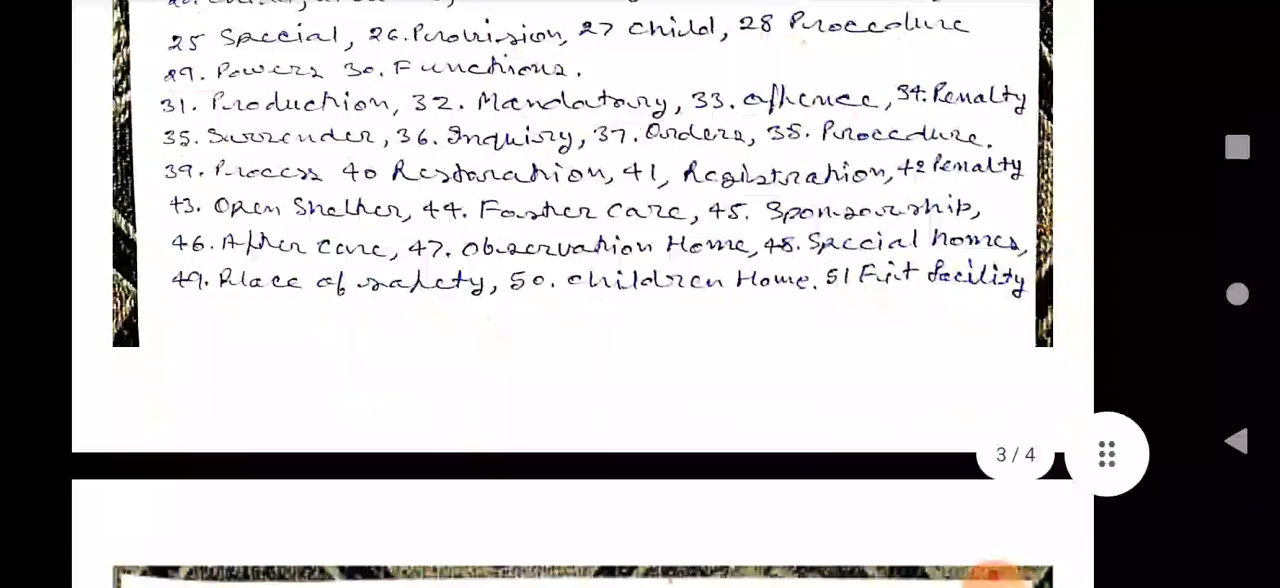 25 Special, 26. Provision, 27 Child, 28 Procedure
29. Powers 30. Functions.
31. Production, 32. Mandatory, 33. offence, 34. Penalty
35. Surrender, 36. Inquiry, 37. Orders, 38. Procedure.
39. Process 40 Restoration, 41, Registration, 42 Penalty
43. Open Shelter, 44. Foster Care, 45. Sponsourship,
46. After care, 47. Observation Home, 48. Special homes,
49. Place of safety, 50. Children Home. 51 Fit facility
3 / 4